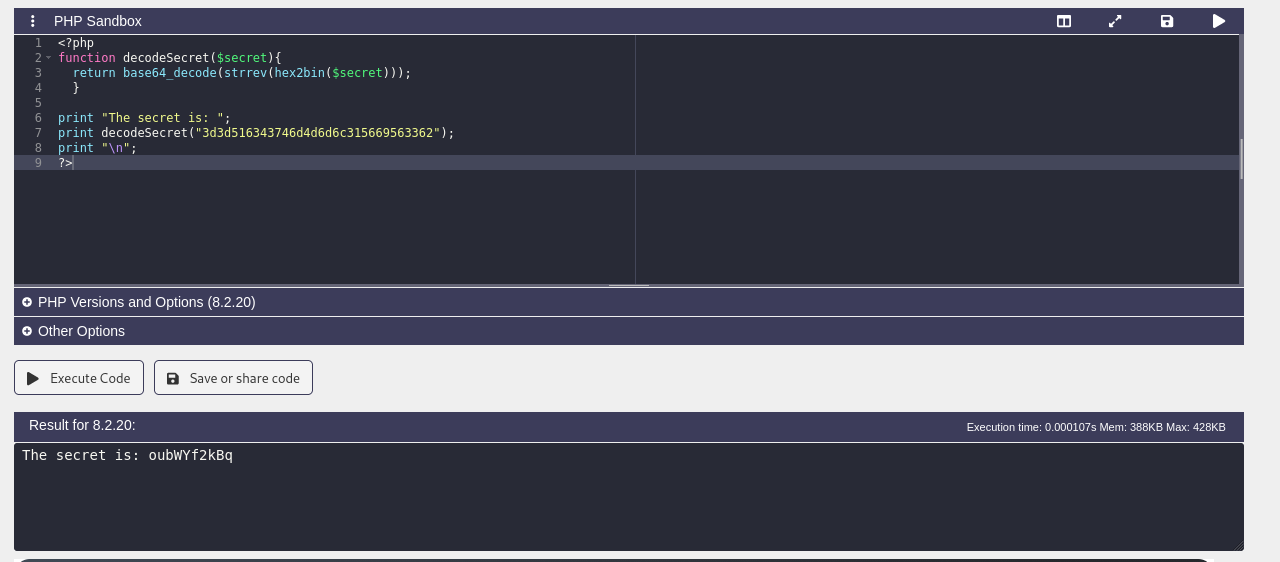 PHP Sandbox
1 <?php
2 function decodeSecret($secret){
3 return base64_decode(strrev(hex2bin($secret)));
4 }
5
6 print "The secret is: ";
7 print decodeSecret("3d3d516343746d4d6d6c315669563362");
8 print "\n";
9 ?>
PHP Versions and Options (8.2.20)
Other Options
Execute Code Save or share code
Result for 8.2.20: Execution time: 0.000107s Mem: 388KB Max: 428KB
The secret is: oubWYf2kBq